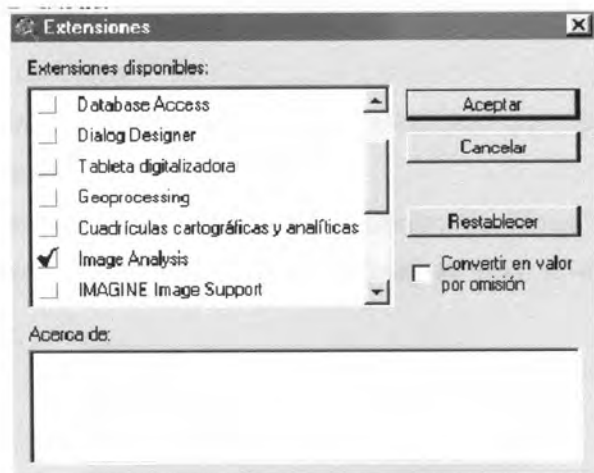 Extensiones
Extensiones disponibles:
Database Access
Dialog Designer
Tableta digitalizadora
Geoprocessing
Cuadrículas cartográficas y analíticas
Image Analysis
IMAGINE Image Support
Aceptar
Cancelar
Restablecer
Convertir en valor
por omisión
Acerca de: